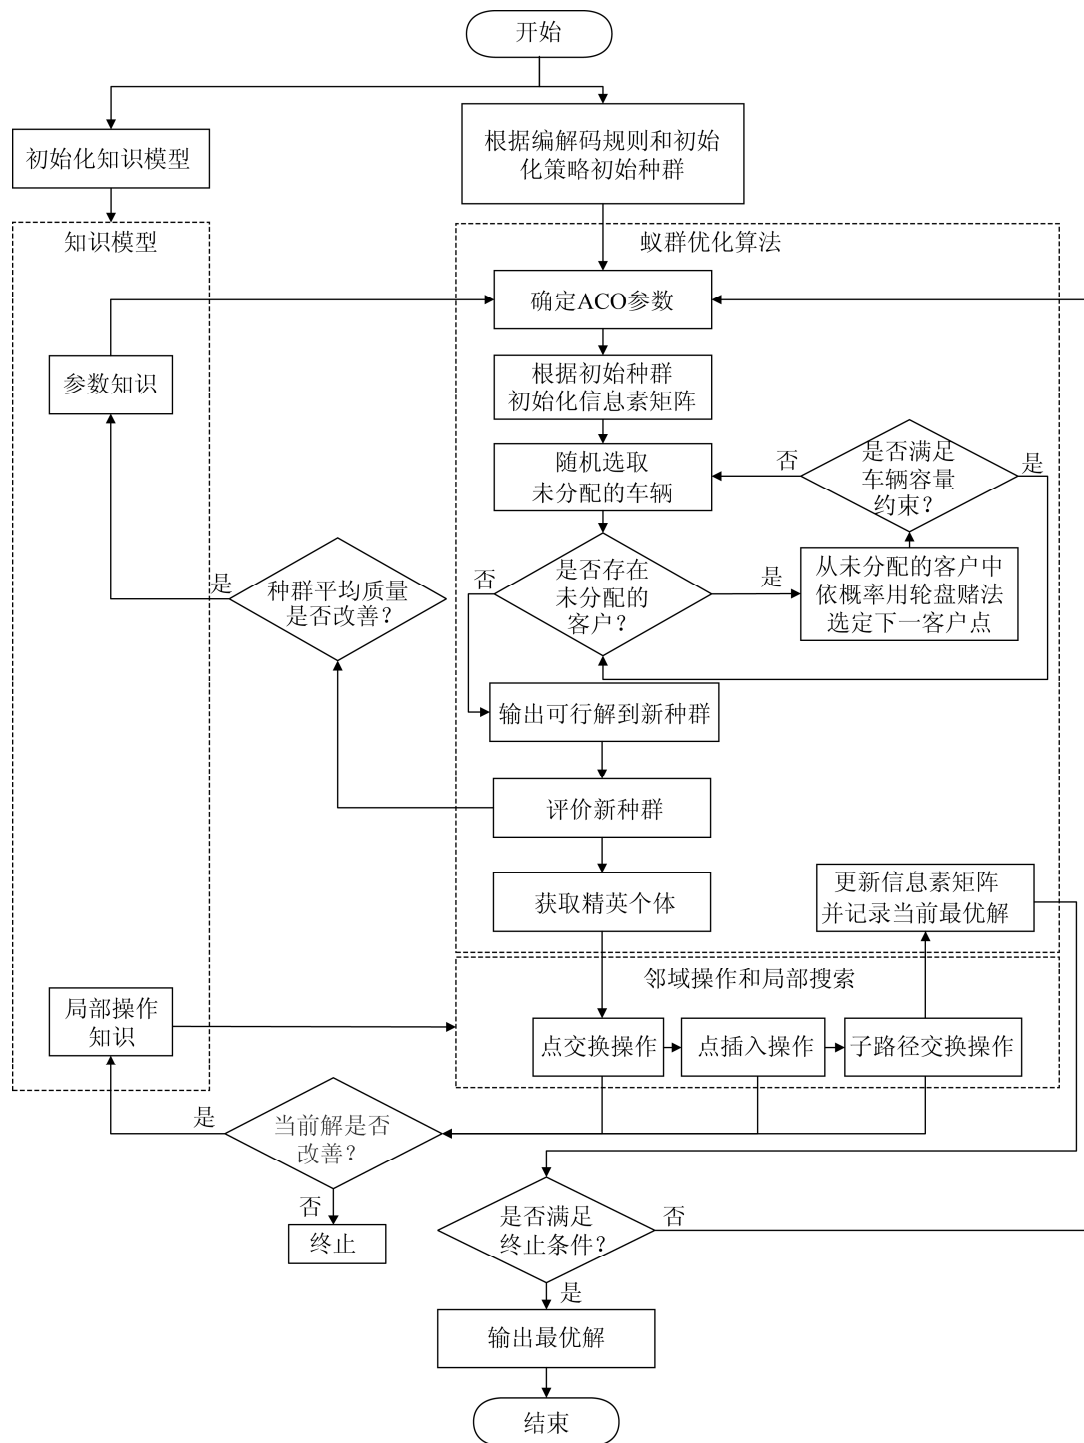 开始
初始化知识模型
根据编解码规则和初始
化策略初始种群
知识模型
蚁群优化算法
确定ACO参数
参数知识
根据初始种群
初始化信息素矩阵
随机选取
未分配的车辆
否
是否满足
车辆容量
约束？
是
种群平均质量
是否改善？
是
否
是否存在
未分配的
客户？
是
从未分配的客户中
依概率用轮盘赌法
选定下一客户点
输出可行解到新种群
评价新种群
获取精英个体
更新信息素矩阵
并记录当前最优解
邻域操作和局部搜索
局部操作
知识
点交换操作
点插入操作
子路径交换操作
是
当前解是否
改善？
否
终止
是否满足
终止条件？
否
是
输出最优解
结束